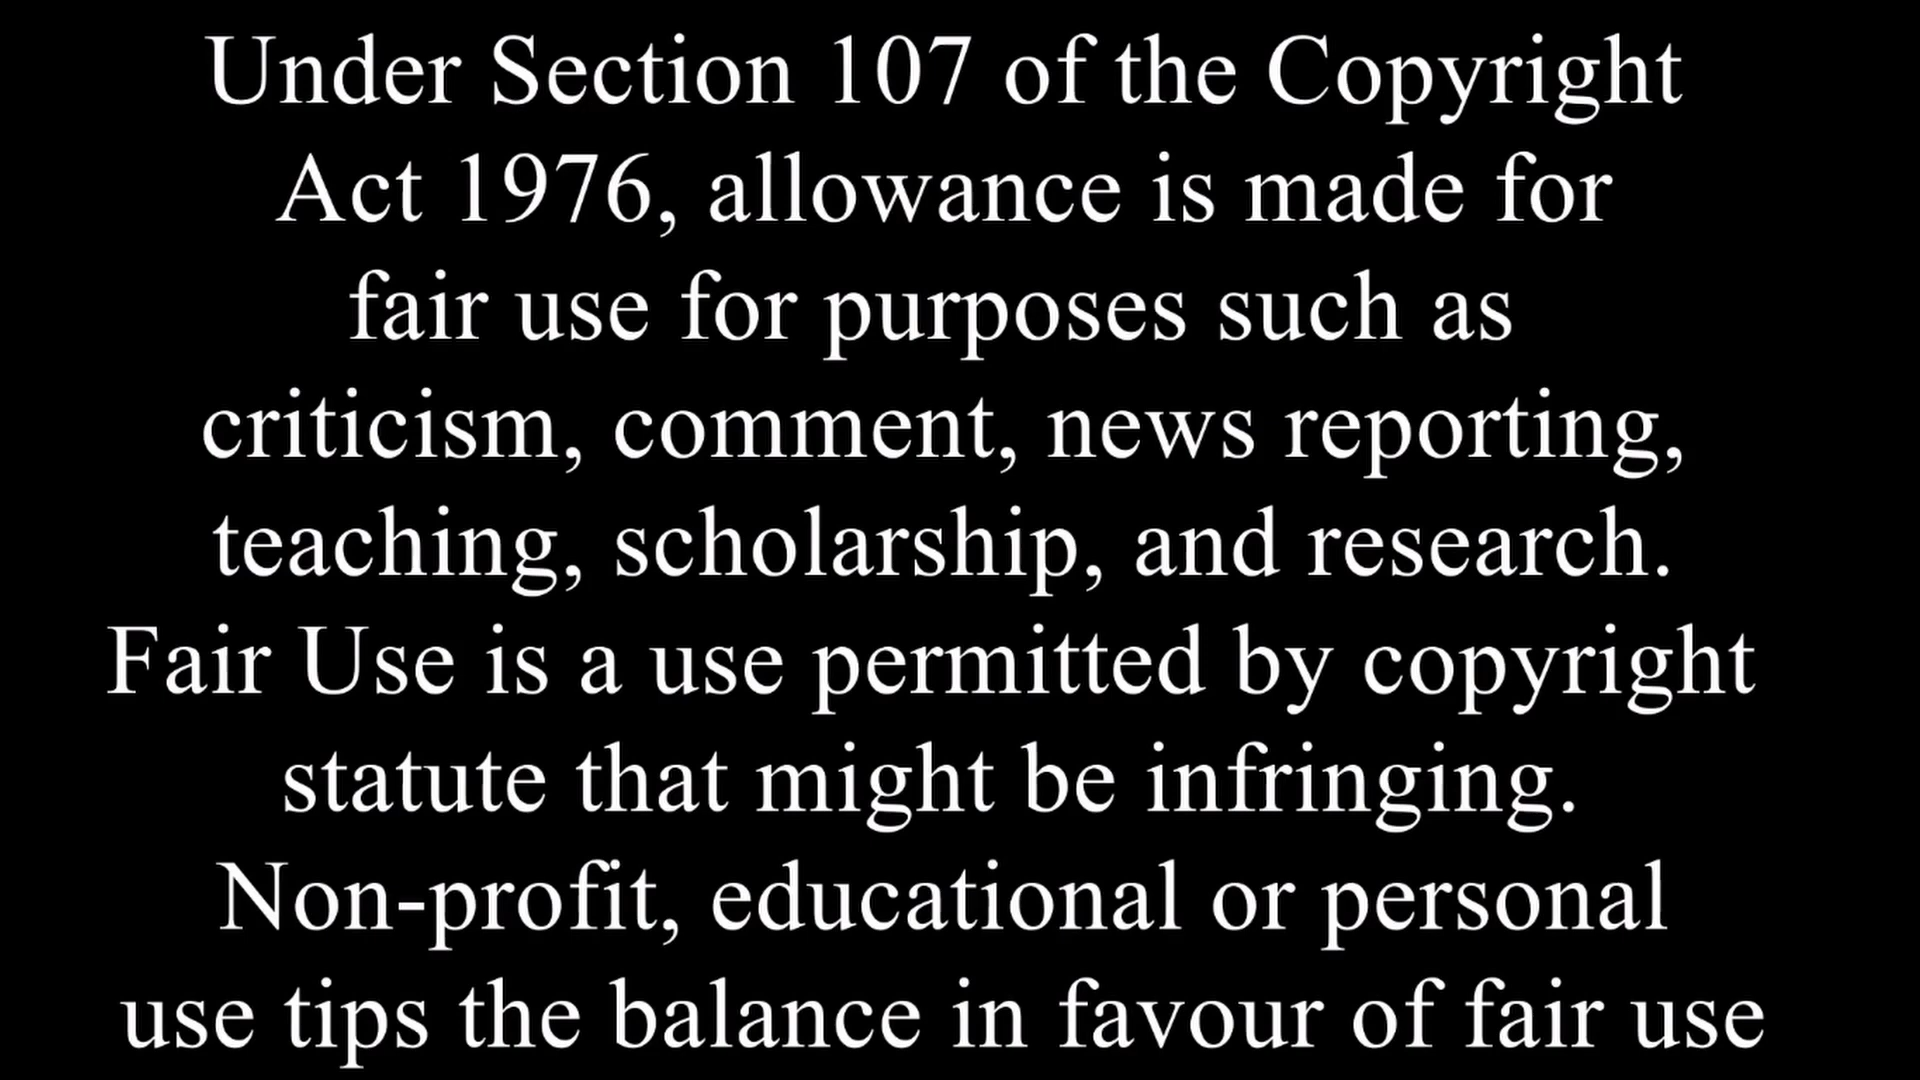 Under Section 107 of the Copyright
Act 1976, allowance is made for
fair use for purposes such as
criticism, comment, news reporting,
teaching, scholarship, and research.
Fair Use is a use permitted by copyright
statute that might be infringing.
Non-profit, educational or personal
use tips the balance in favour of fair use